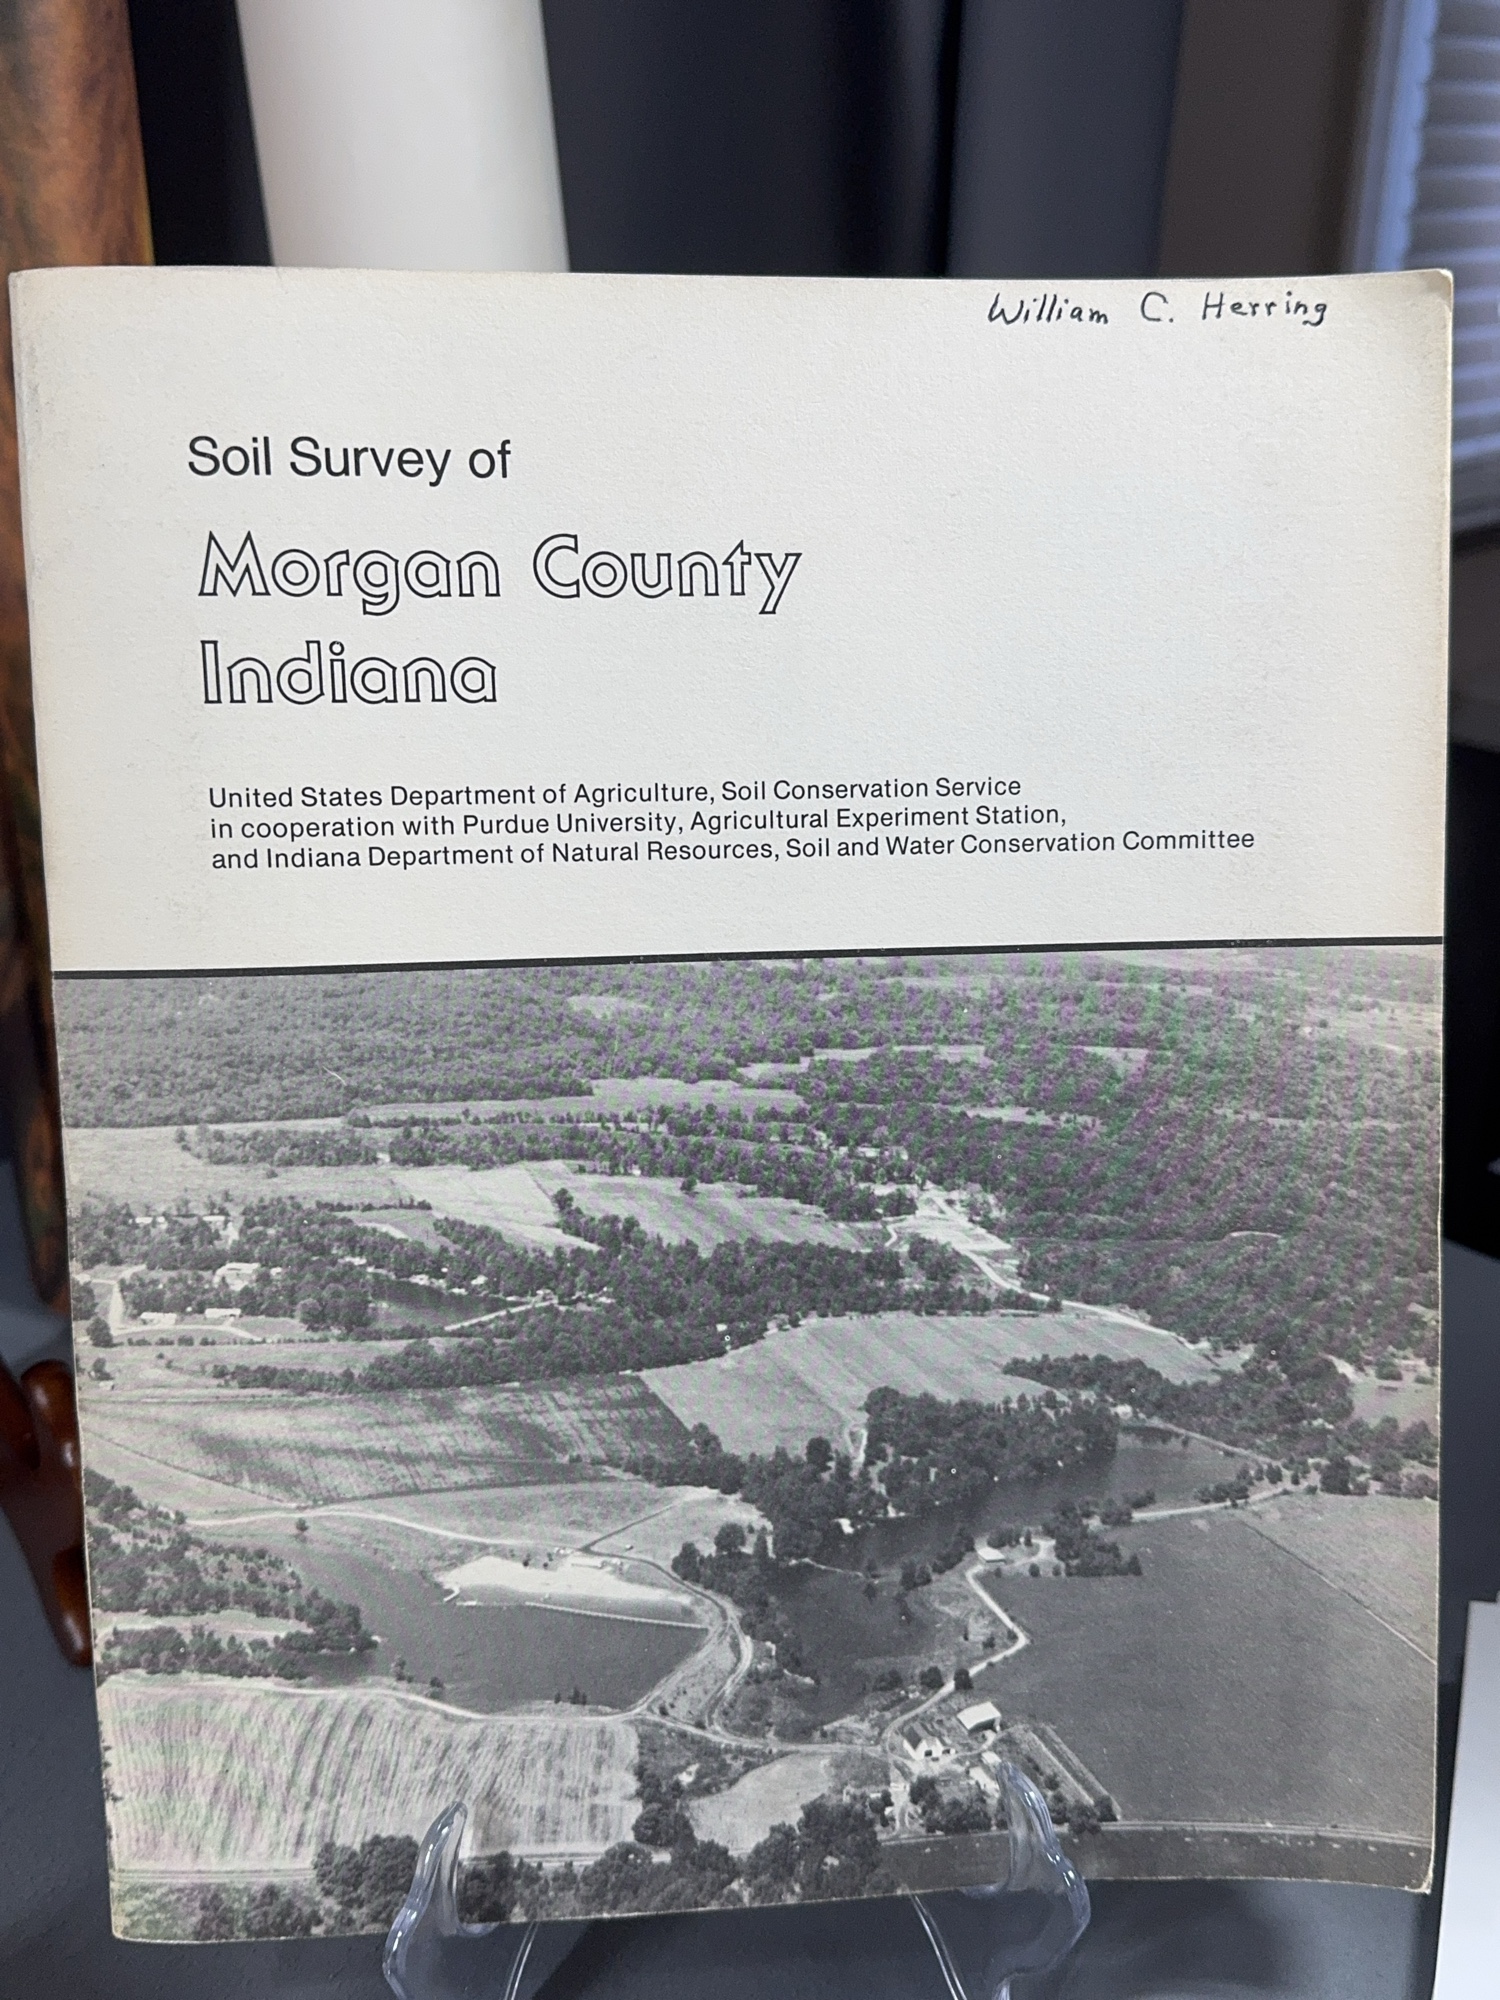 William C. Herring
Soil Survey of
Morgan County
Indiana
United States Department of Agriculture, Soil Conservation Service
in cooperation with Purdue University, Agricultural Experiment Station,
and Indiana Department of Natural Resources, Soil and Water Conservation Committee